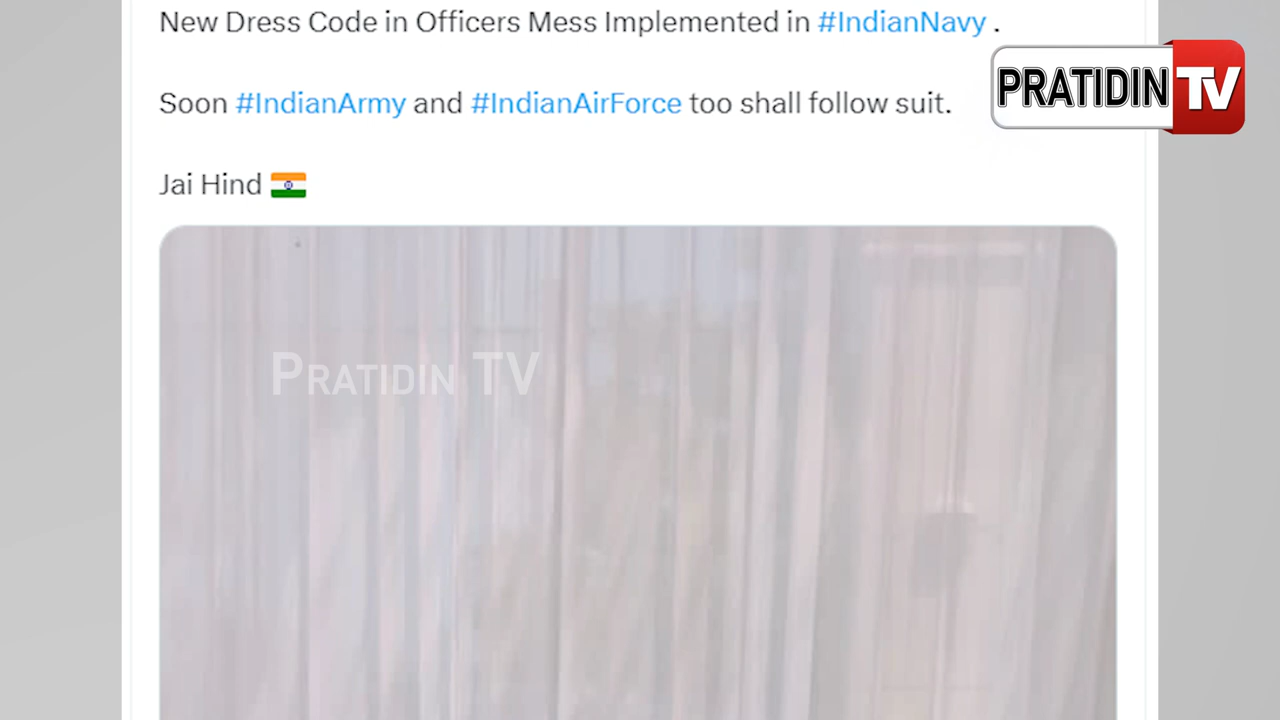 New Dress Code in Officers Mess Implemented in #IndianNavy .
PRATIDIN TV
Soon #IndianArmy and #IndianAirForce too shall follow suit.
Jai Hind 🇮🇳
PRATIDIN TV